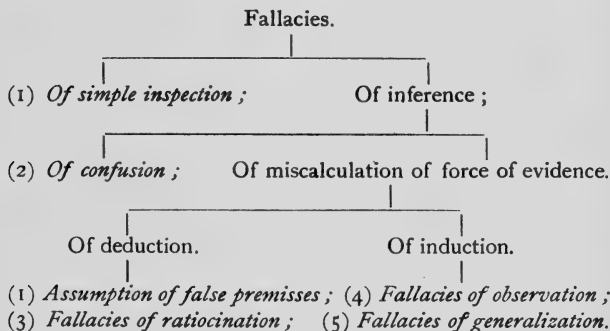 Fallacies.
(1) Of simple inspection ; Of inference ;
(2) Of confusion ; Of miscalculation of force of evidence.
Of deduction. Of induction.
(1) Assumption of false premisses ; (4) Fallacies of observation ;
(3) Fallacies of ratiocination ; (5) Fallacies of generalization.